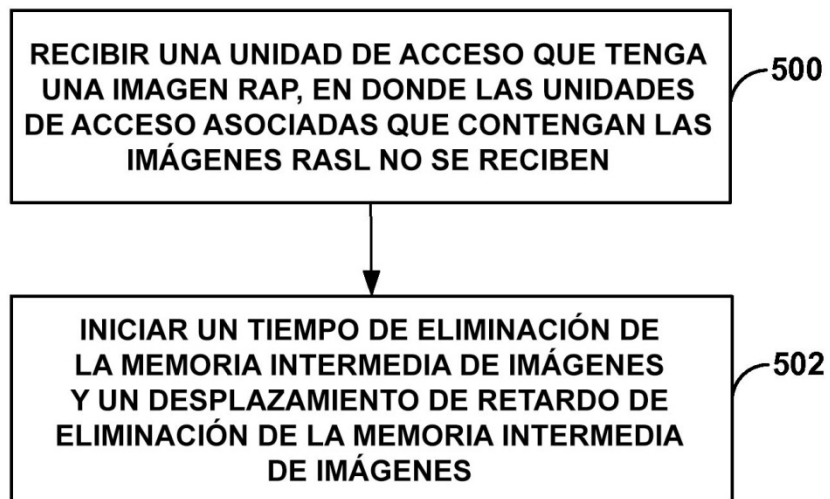 RECIBIR UNA UNIDAD DE ACCESO QUE TENGA
UNA IMAGEN RAP, EN DONDE LAS UNIDADES
DE ACCESO ASOCIADAS QUE CONTENGAN LAS
IMÁGENES RASL NO SE RECIBEN
500
INICIAR UN TIEMPO DE ELIMINACIÓN DE
LA MEMORIA INTERMEDIA DE IMÁGENES
Y UN DESPLAZAMIENTO DE RETARDO DE
ELIMINACIÓN DE LA MEMORIA INTERMEDIA
DE IMÁGENES
502